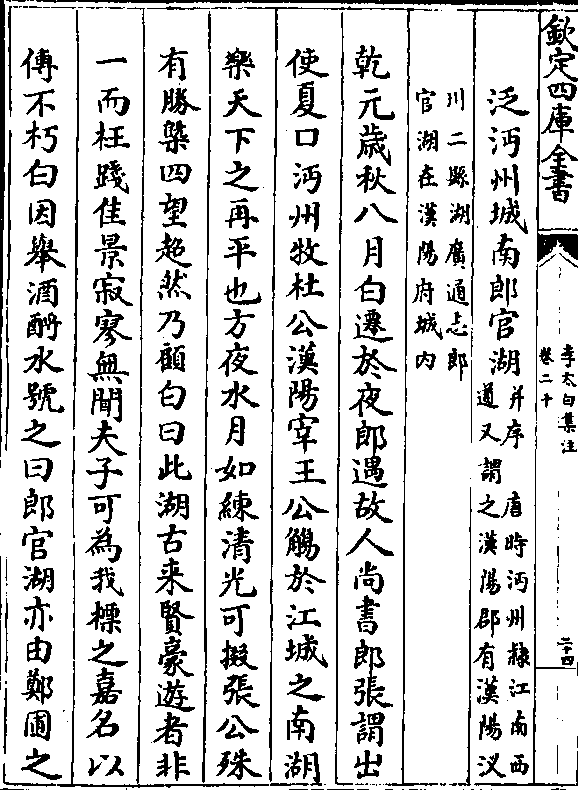 欽定四庫全書
李太白集注
卷二十
二十四
泛沔州城南郎官湖并序 唐時沔州隸江南西
道又謂之漢陽郡有漢陽汊
川二縣湖廣通志郎
官湖在漢陽府城内
乾元歳秋八月白遷於夜郎遇故人尚書郎張謂出
使夏口沔州牧杜公漢陽宰王公觴於江城之南湖
樂天下之再平也方夜水月如練清光可掇張公殊
有勝槩四望超然乃顧白曰此湖古来賢豪遊者非
一而枉踐佳景寂寥無聞夫子可為我標之嘉名以
傳不朽白因舉酒酹水號之曰郎官湖亦由鄭圃之